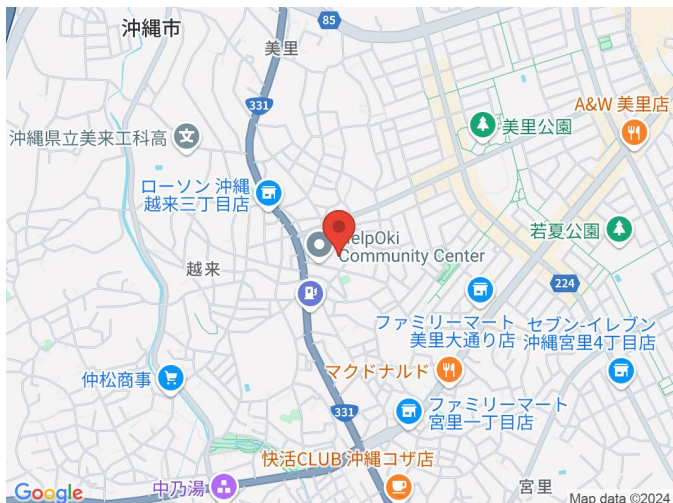 沖縄市
85
美里
331
A&W 美里店
美里公園
沖縄県立美来工科高
文
ローソン 沖縄
越来三丁目店
若夏公園
HelpOki
Community Center
越来
224
ファミリーマート
美里大通り店
セブン-イレブン
沖縄宮里4丁目店
仲松商事
マクドナルド
331
ファミリーマート
宮里一丁目店
快活CLUB 沖縄コザ店
中乃湯
宮里
Google
Map data ©2024